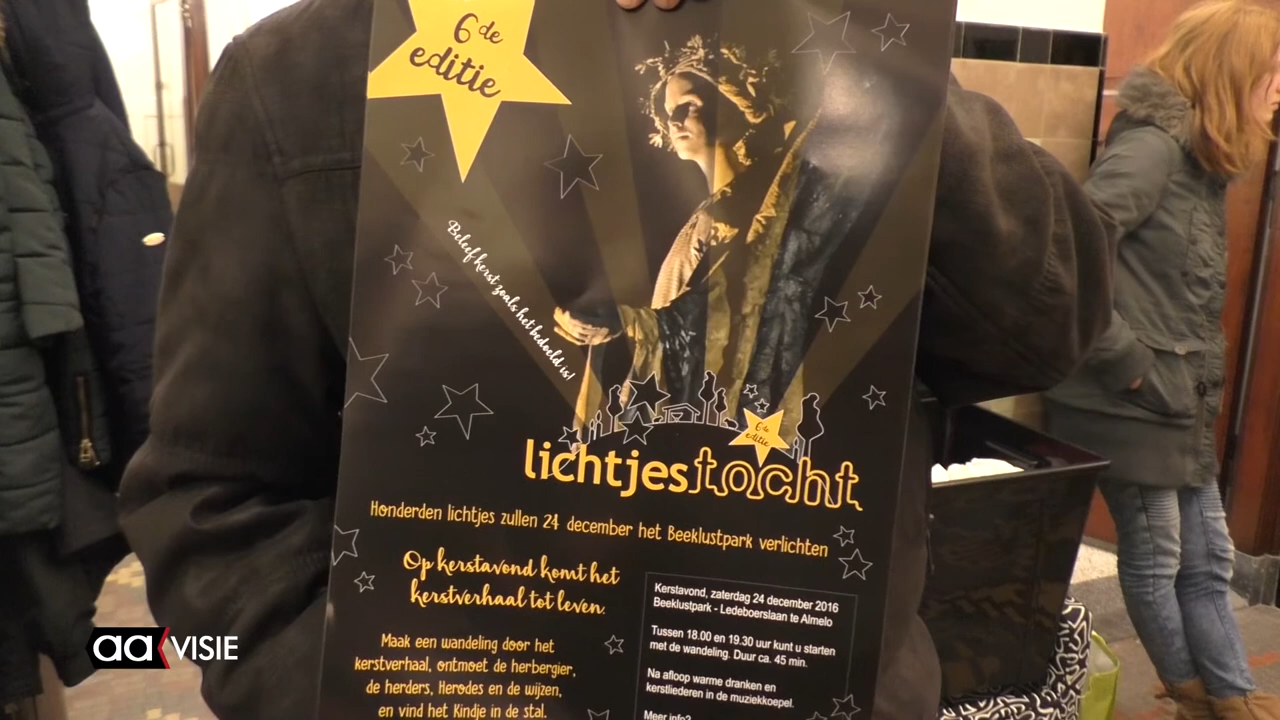 6de
editie
Beleef kerst zoals het bedoeld is!
6de
editie
lichtjestocht
Honderden lichtjes zullen 24 december het Beeklustpark verlichten
Op kerstavond komt het
kerstverhaal tot leven.
Maak een wandeling door het
kerstverhaal, ontmoet de herbergier,
de herders, Herodes en de wijzen,
en vind het Kindje in de stal.
Kerstavond, zaterdag 24 december 2016
Beeklustpark - Ledeboerslaan te Almelo
Tussen 18.00 en 19.30 uur kunt u starten
met de wandeling. Duur ca. 45 min.
Na afloop warme dranken en
kerstliederen in de muziekkoepel.
Meer info?
aa VISIE